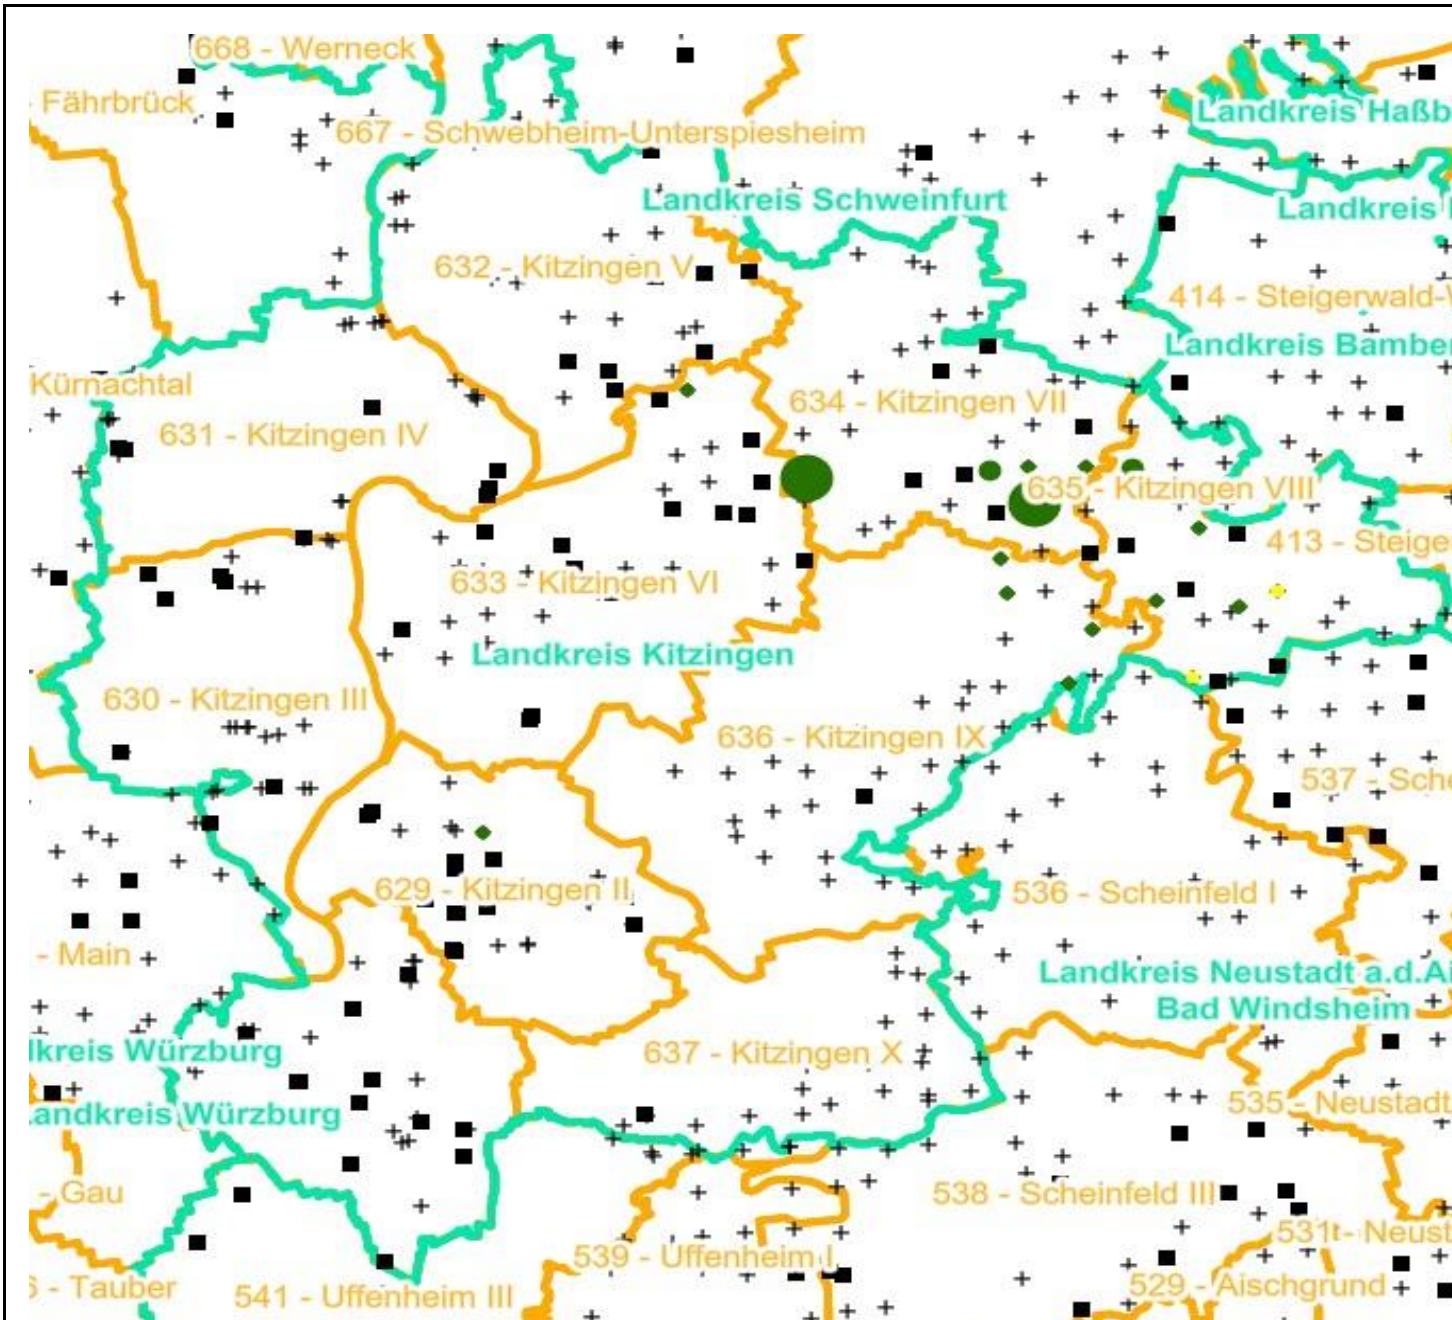 668 - Werneck
Fährbrück
667 - Schwebheim-Unterspiesheim
Landkreis Haßb
Landkreis Schweinfurt
Landkreis
632 - Kitzingen V
414 - Steigerwald-
Landkreis Bamber
Kürnachtal
634 - Kitzingen VII
631 - Kitzingen IV
635 - Kitzingen VIII
413 - Steige
633 - Kitzingen VI
Landkreis Kitzingen
630 - Kitzingen III
636 - Kitzingen IX
537 - Sche
629 - Kitzingen II
536 - Scheinfeld I
- Main
Landkreis Neustadt a.d.Ai
Bad Windsheim
lkreis Würzburg
637 - Kitzingen X
535 - Neustadt
andkreis Würzburg
- Gau
538 - Scheinfeld III
531 - Neust
539 - Uffenheim I
6 - Tauber
541 - Uffenheim III
529 - Aischgrund